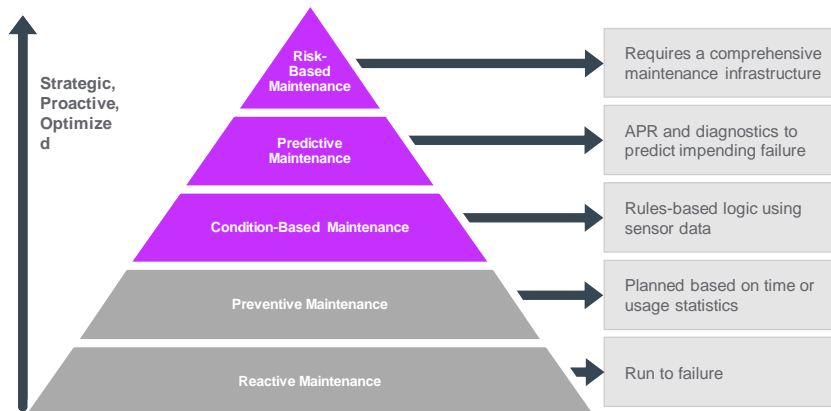 Risk-
Based
Maintenance
Requires a comprehensive
maintenance infrastructure
Strategic,
Proactive,
Optimize
d
Predictive
Maintenance
APR and diagnostics to
predict impending failure
Condition-Based Maintenance
Rules-based logic using
sensor data
Preventive Maintenance
Planned based on time or
usage statistics
Reactive Maintenance
Run to failure